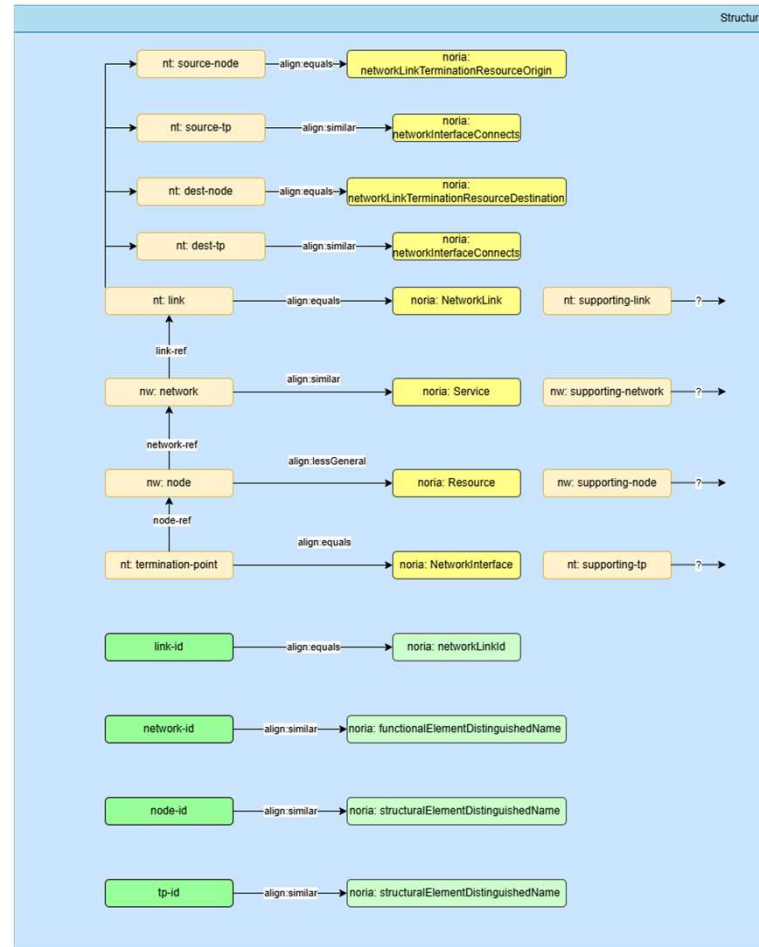 Structur
nt: source-node
align:equals
noria:
networkLinkTerminationResourceOrigin
nt: source-tp
align:similar
noria:
networkInterfaceConnects
nt: dest-node
align:equals
noria:
networkLinkTerminationResourceDestination
nt: dest-tp
align:similar
noria:
networkInterfaceConnects
nt: link
align:equals
noria: NetworkLink
nt: supporting-link
?
link-ref
nw: network
align:similar
noria: Service
nw: supporting-network
?
network-ref
nw: node
align:lessGeneral
noria: Resource
nw: supporting-node
?
node-ref
nt: termination-point
align:equals
noria: NetworkInterface
nt: supporting-tp
?
link-id
align:equals
noria: networkLinkId
network-id
align:similar
noria: functionalElementDistinguishedName
node-id
align:similar
noria: structuralElementDistinguishedName
tp-id
align:similar
noria: structuralElementDistinguishedName